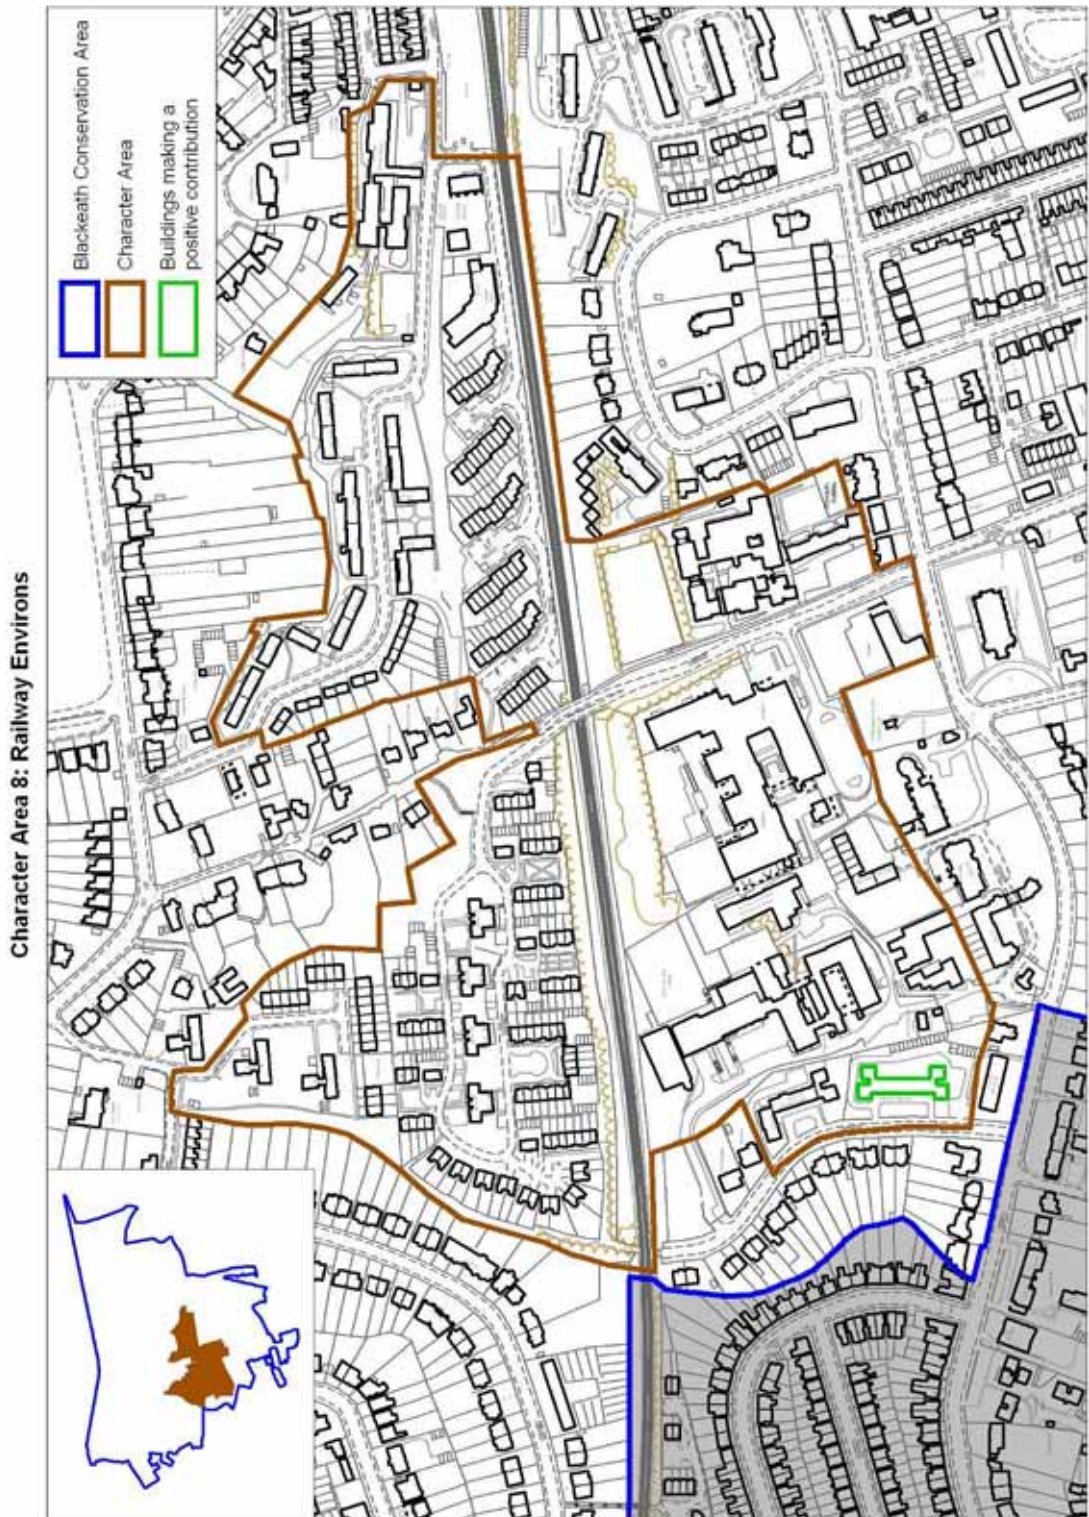 Character Area 8: Railway Environs
Blackeath Conservation Area
Character Area
Buildings making a
positive contribution